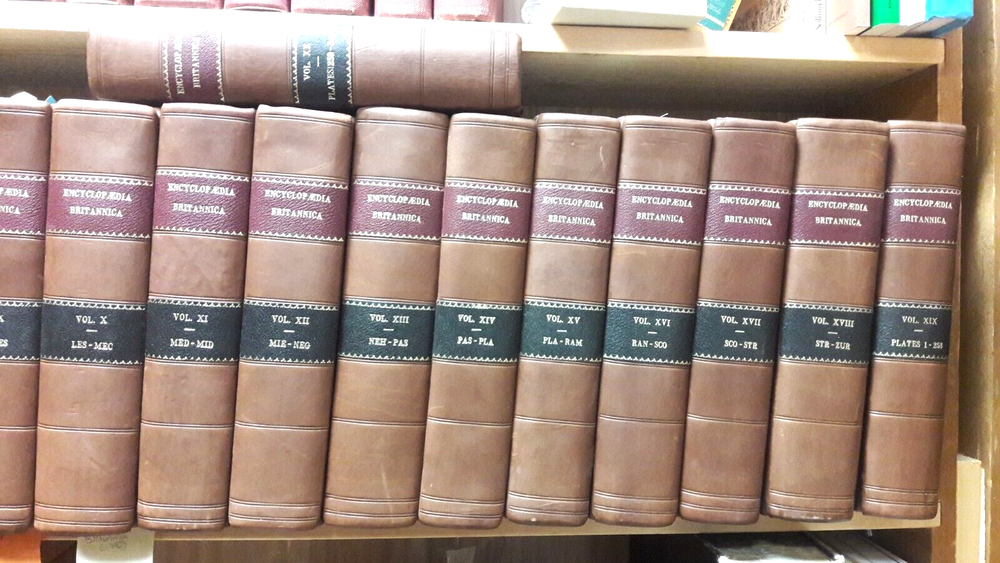 ENCYCLOPÆDIA
BRITANNICA
VOL. XX
PLATES
ENCYCLOPÆDIA
BRITANNICA
VOL. X
LES - MEC
ENCYCLOPÆDIA
BRITANNICA
VOL. XI
MED - MID
ENCYCLOPÆDIA
BRITANNICA
VOL. XII
MIE - NEG
ENCYCLOPÆDIA
BRITANNICA
VOL. XIII
NEH - PAS
ENCYCLOPÆDIA
BRITANNICA
VOL. XIV
PAS - PLA
ENCYCLOPÆDIA
BRITANNICA
VOL. XV
PLA - RAM
ENCYCLOPÆDIA
BRITANNICA
VOL. XVI
RAN - SCO
ENCYCLOPÆDIA
BRITANNICA
VOL. XVII
SCO - STR
ENCYCLOPÆDIA
BRITANNICA
VOL. XVIII
STR - ZUR
ENCYCLOPÆDIA
BRITANNICA
VOL. XIX
PLATES 1 - 258